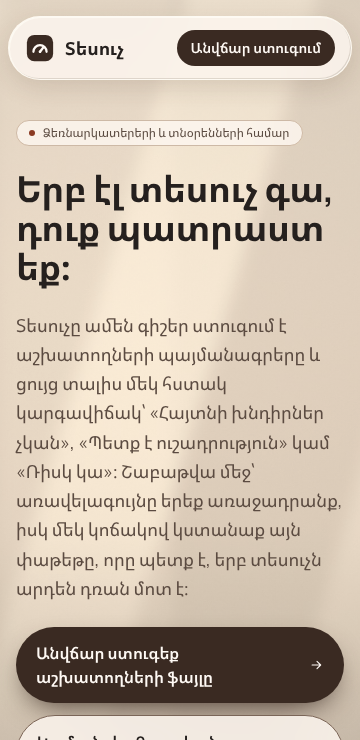 Տեսուչ
Անվճար ստուգում
Ձեռնարկատերերի և տնօրենների համար
Երբ էլ տեսուչ գա,
դուք պատրաստ
եք:
Տեսուչը ամեն գիշեր ստուգում է
աշխատողների պայմանագրերը և
ցույց տալիս մեկ հստակ
կարգավիճակ՝ «Հայտնի խնդիրներ
չկան», «Պետք է ուշադրություն» կամ
«Ռիսկ կա»: Շաբաթվա մեջ՝
առավելագույնը երեք առաջադրանք,
իսկ մեկ կոճակով կստանաք այն
փաթեթը, որը պետք է, երբ տեսուչն
արդեն դռան մոտ է:
Անվճար ստուգեք
աշխատողների ֆայլը